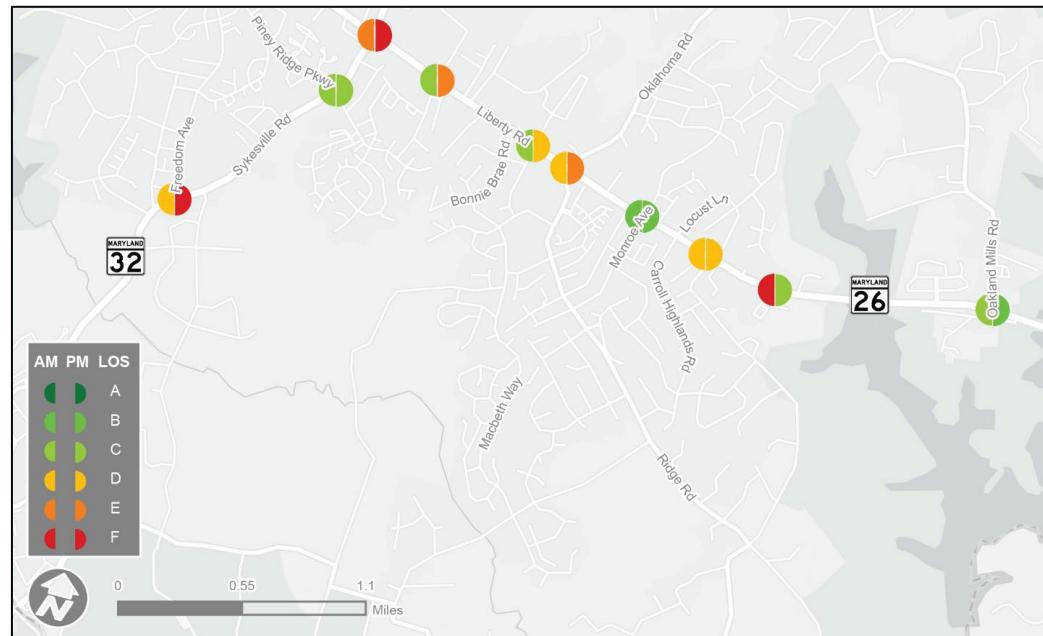 Piney Ridge Pkwy
Oklahoma Rd
Liberty Rd
Sykesville Rd
Freedom Ave
Bonnie Brae Rd
Monroe Ave
Locust Ln
Carroll Highlands Rd
Oakland Mills Rd
MARYLAND
32
MARYLAND
26
Macbeth Way
Ridge Rd
AM PM LOS
A
B
C
D
E
F
N
0 0.55 1.1
Miles